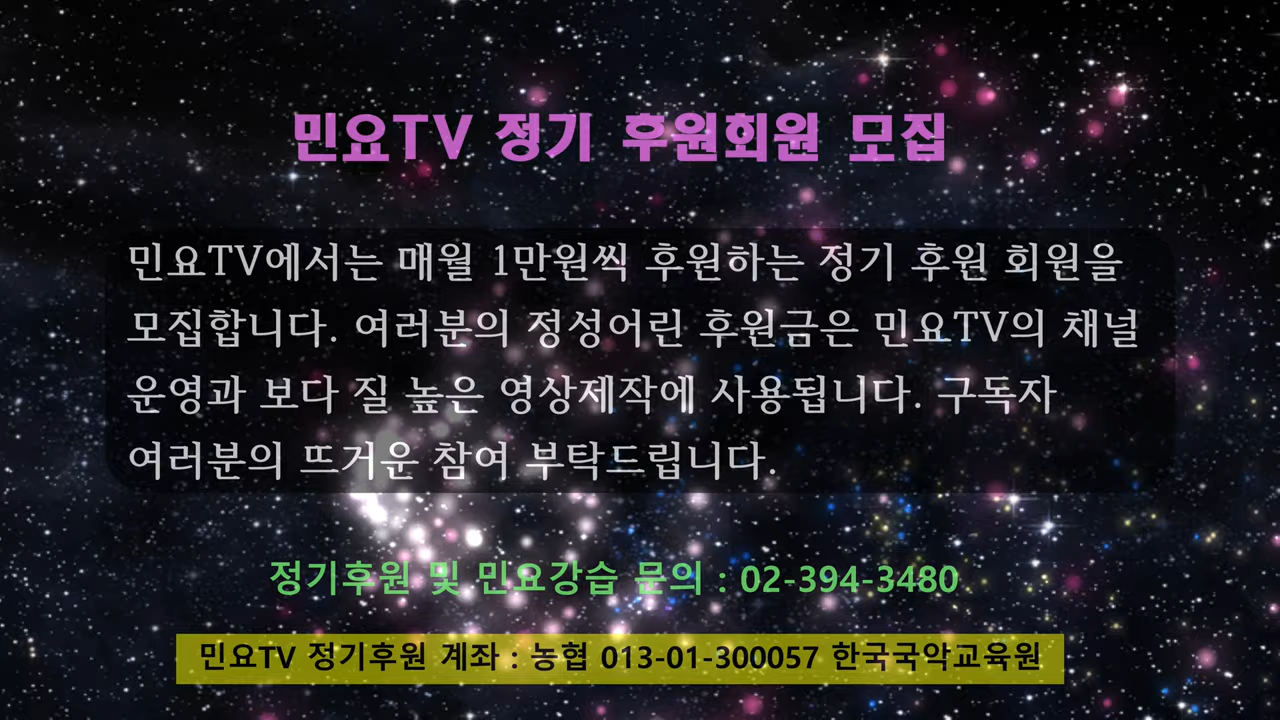 민요TV 정기 후원회원 모집
민요TV에서는 매월 1만원씩 후원하는 정기 후원 회원을
모집합니다. 여러분의 정성어린 후원금은 민요TV의 채널
운영과 보다 질 높은 영상제작에 사용됩니다. 구독자
여러분의 뜨거운 참여 부탁드립니다.
정기후원 및 민요강습 문의 : 02-394-3480
민요TV 정기후원 계좌 : 농협 013-01-300057 한국국악교육원